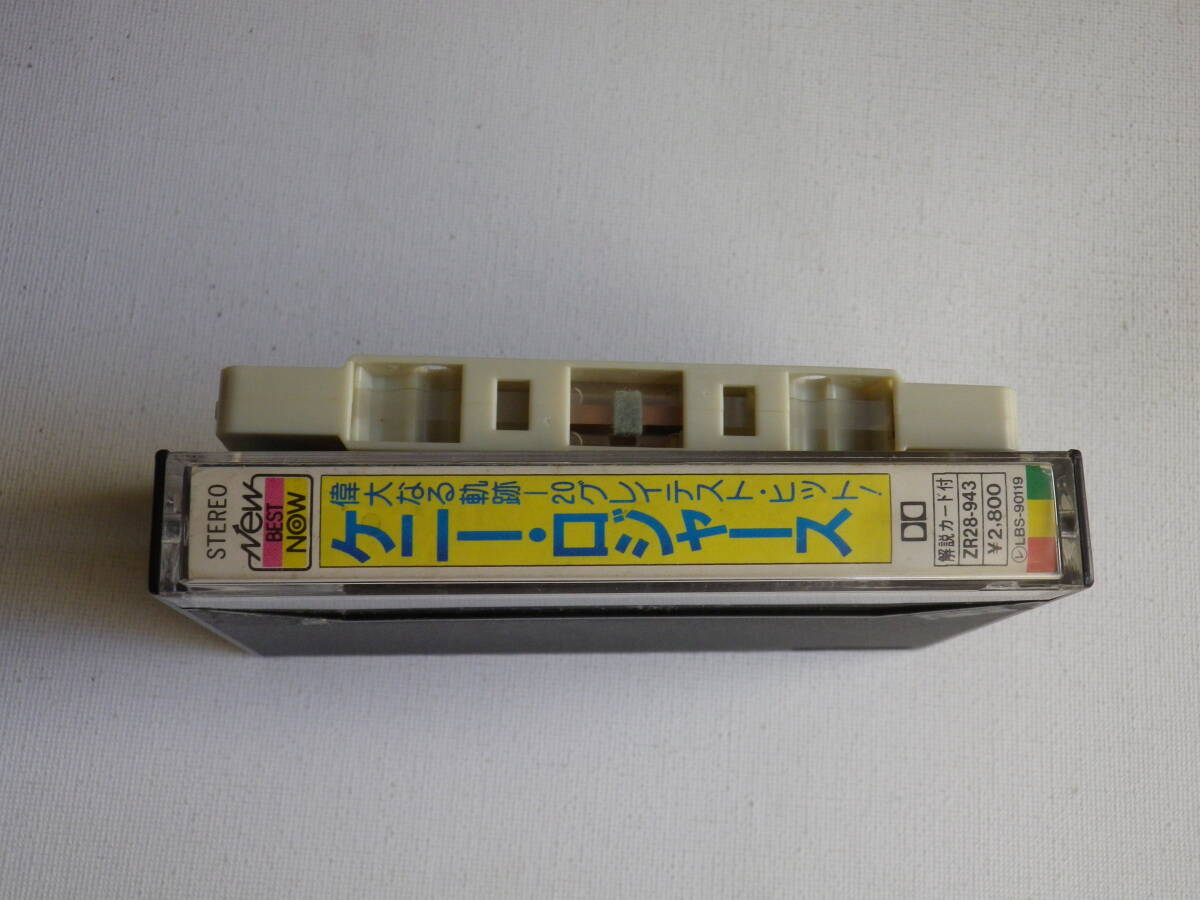 STEREO
New
BEST
NOW
偉大なる軌跡—20グレイテスト・ヒット!
ケニー・ロジャース
解説カード付
ZR28-943
¥2,800
LBS-90119